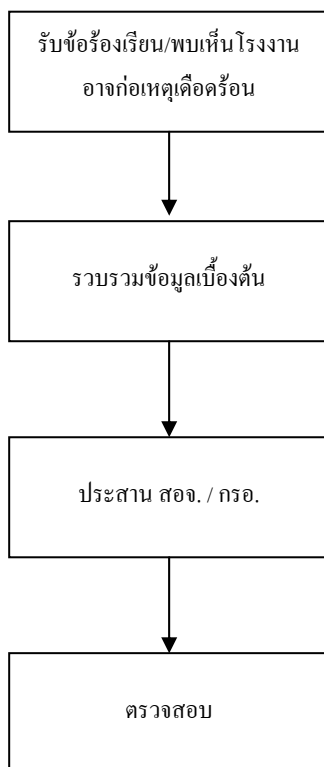 รับข้อร้องเรียน/พบเห็นโรงงาน
อาจก่อเหตุเดือดร้อน
รวบรวมข้อมูลเบื้องต้น
ประสาน สอจ. / กรอ.
ตรวจสอบ